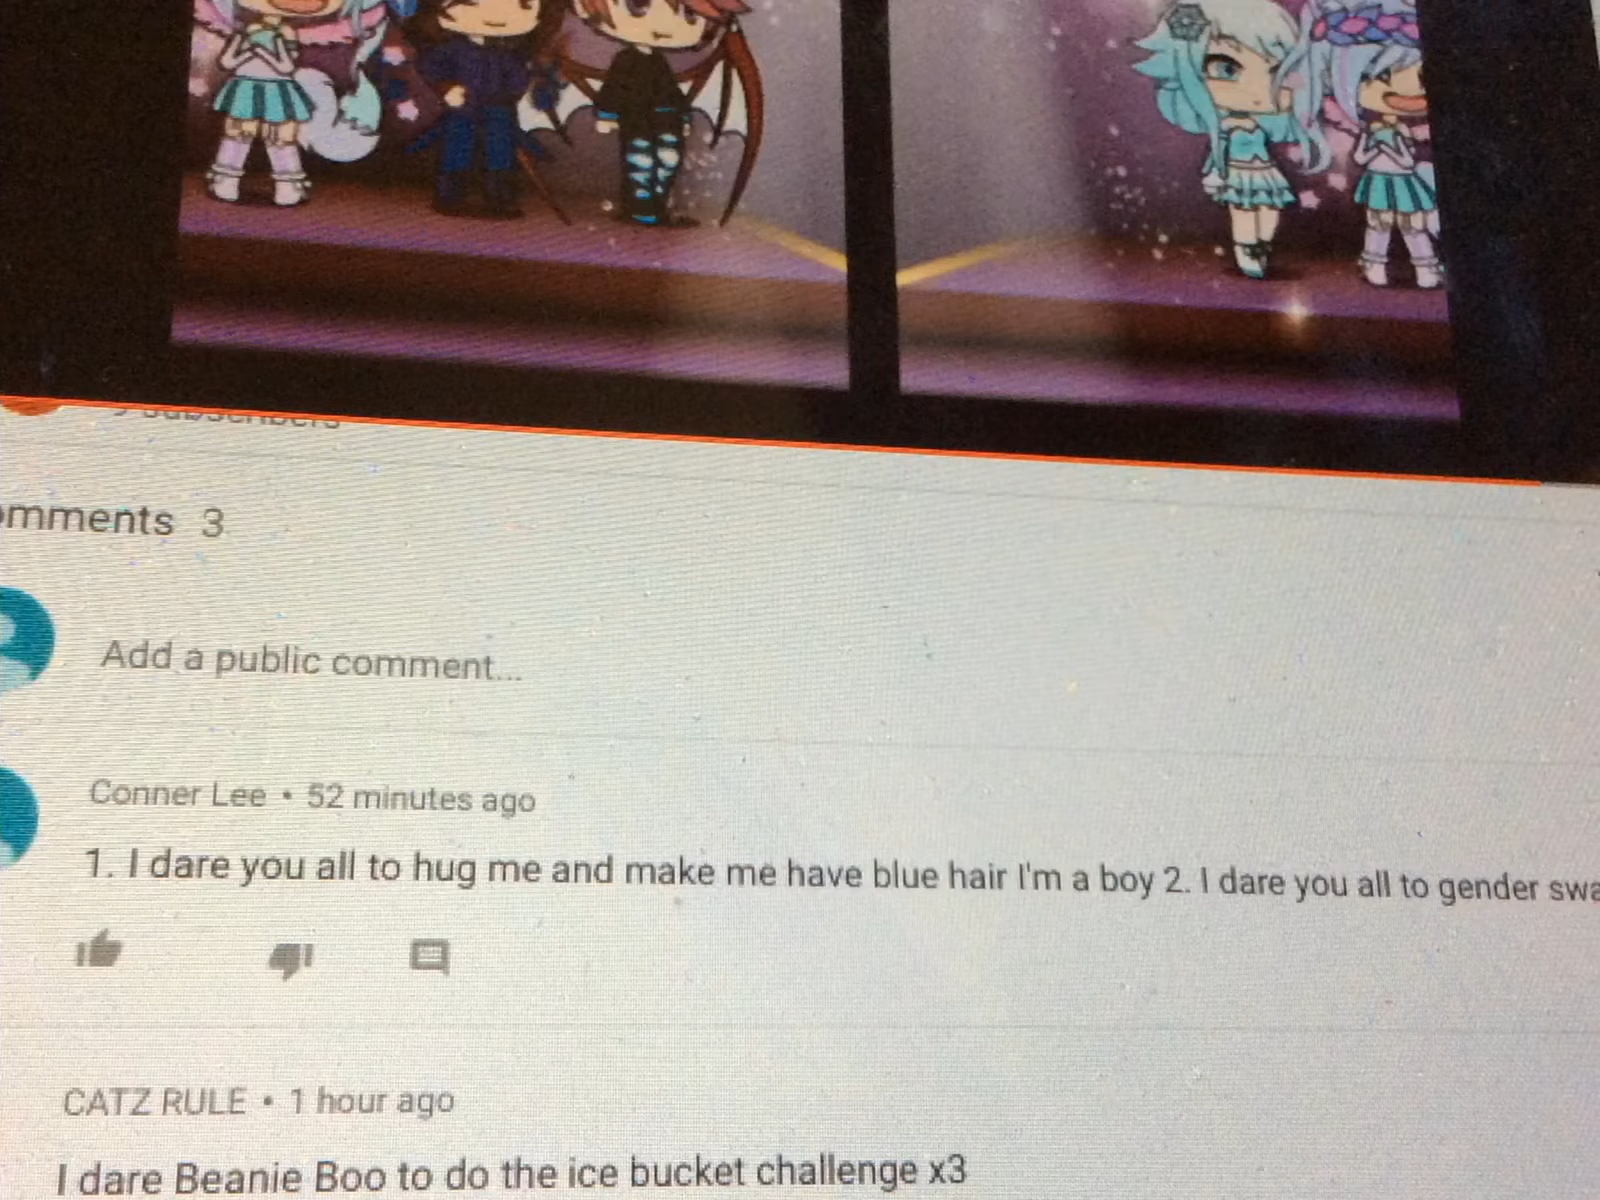 subscribers
omments 3
Add a public comment...
Conner Lee • 52 minutes ago
1. I dare you all to hug me and make me have blue hair I'm a boy 2. I dare you all to gender swa
CATZ RULE • 1 hour ago
I dare Beanie Boo to do the ice bucket challenge x3